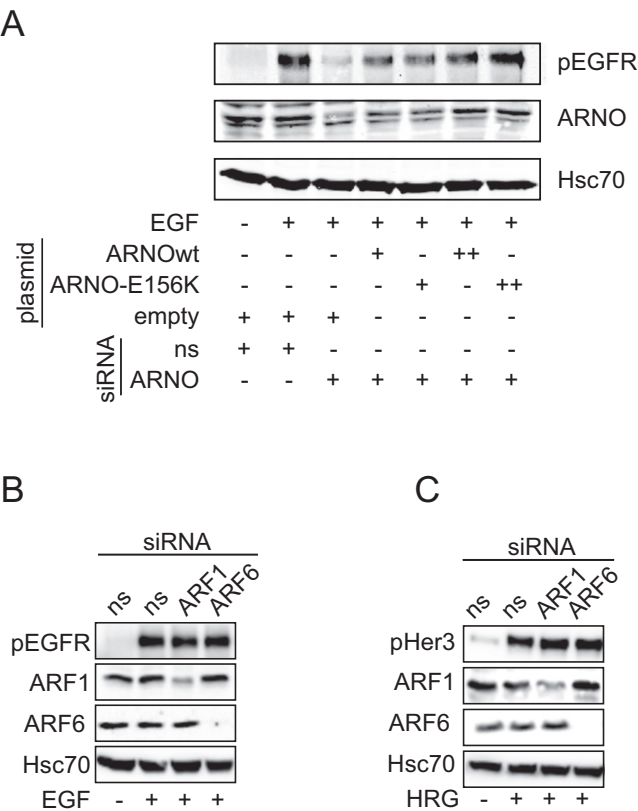 A
pEGFR
ARNO
Hsc70
EGF - + + + + + +
plasmid
ARNOwt - - - + - ++ -
ARNO-E156K - - - - + - ++
empty + + + - - - -
siRNA
ns + + - - - - -
ARNO - - + + + + +
B
siRNA
ns ns ARF1 ARF6
pEGFR
ARF1
ARF6
Hsc70
EGF - + + +
C
siRNA
ns ns ARF1 ARF6
pHer3
ARF1
ARF6
Hsc70
HRG - + + +